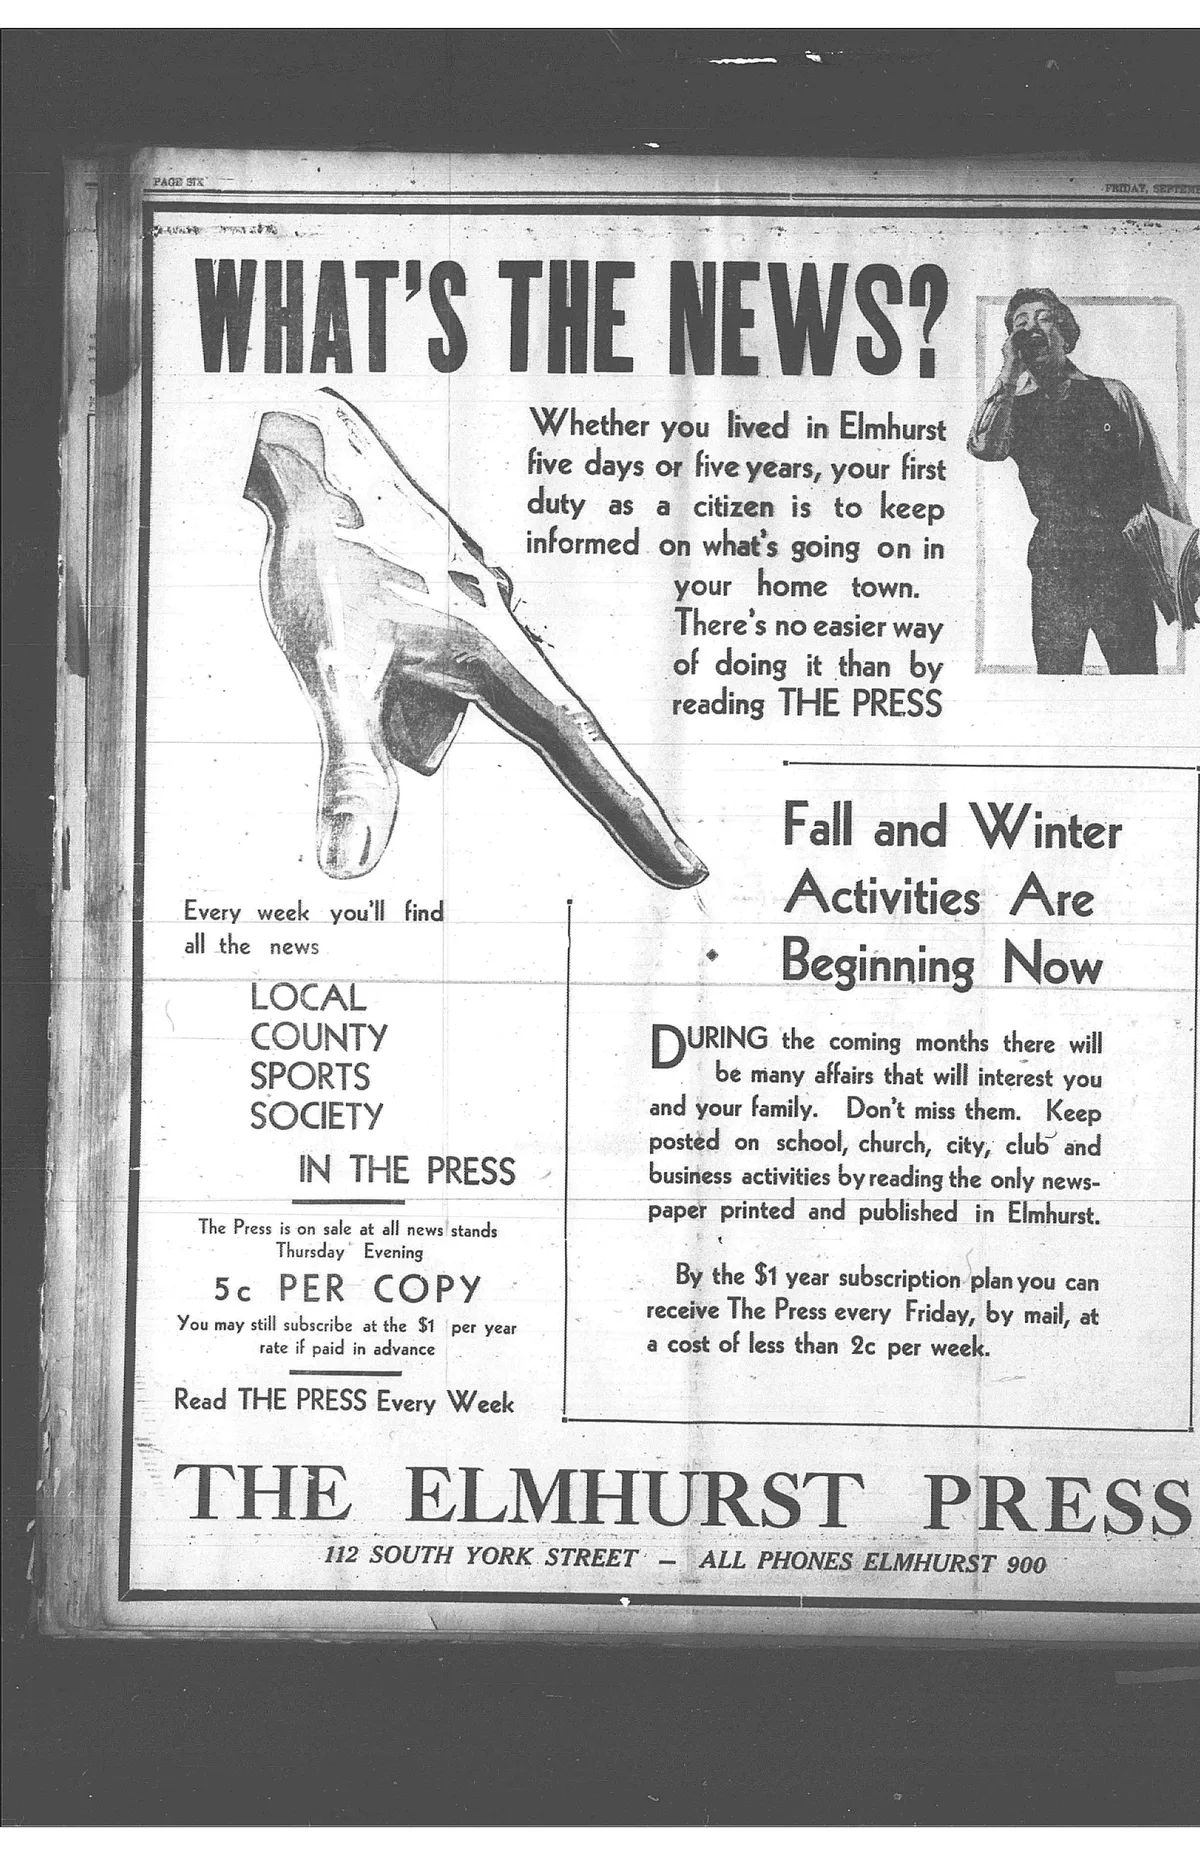 PAGE SIX
FRIDAY, SEPTEMB
WHAT'S THE NEWS?
Whether you lived in Elmhurst
five days or five years, your first
duty as a citizen is to keep
informed on what's going on in
your home town.
There's no easier way
of doing it than by
reading THE PRESS
Every week you'll find
all the news
LOCAL
COUNTY
SPORTS
SOCIETY
IN THE PRESS
The Press is on sale at all news stands
Thursday Evening
5c PER COPY
You may still subscribe at the $1 per year
rate if paid in advance
Read THE PRESS Every Week
Fall and Winter
Activities Are
Beginning Now
DURING the coming months there will
be many affairs that will interest you
and your family. Don't miss them. Keep
posted on school, church, city, club and
business activities by reading the only news-
paper printed and published in Elmhurst.
By the $1 year subscription plan you can
receive The Press every Friday, by mail, at
a cost of less than 2c per week.
THE ELMHURST PRESS
112 SOUTH YORK STREET — ALL PHONES ELMHURST 900